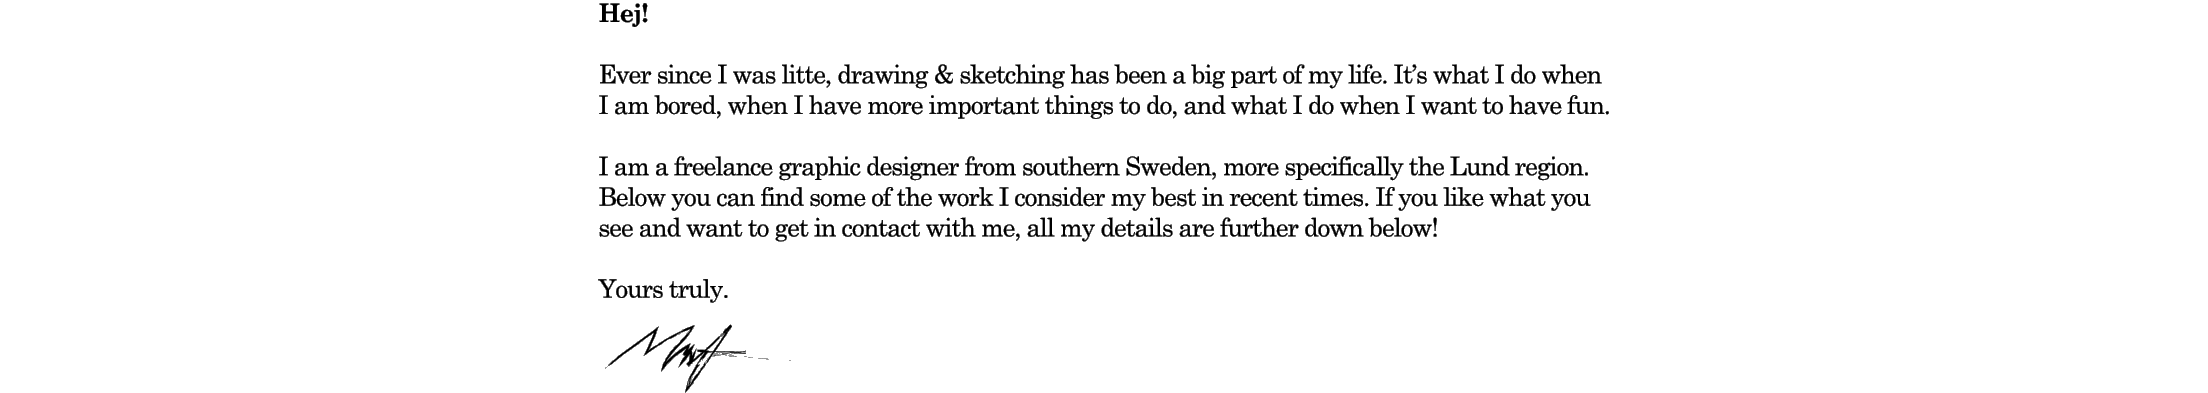 Hej!
Ever since I was litte, drawing & sketching has been a big part of my life. It’s what I do when
I am bored, when I have more important things to do, and what I do when I want to have fun.
I am a freelance graphic designer from southern Sweden, more specifically the Lund region.
Below you can find some of the work I consider my best in recent times. If you like what you
see and want to get in contact with me, all my details are further down below!
Yours truly.